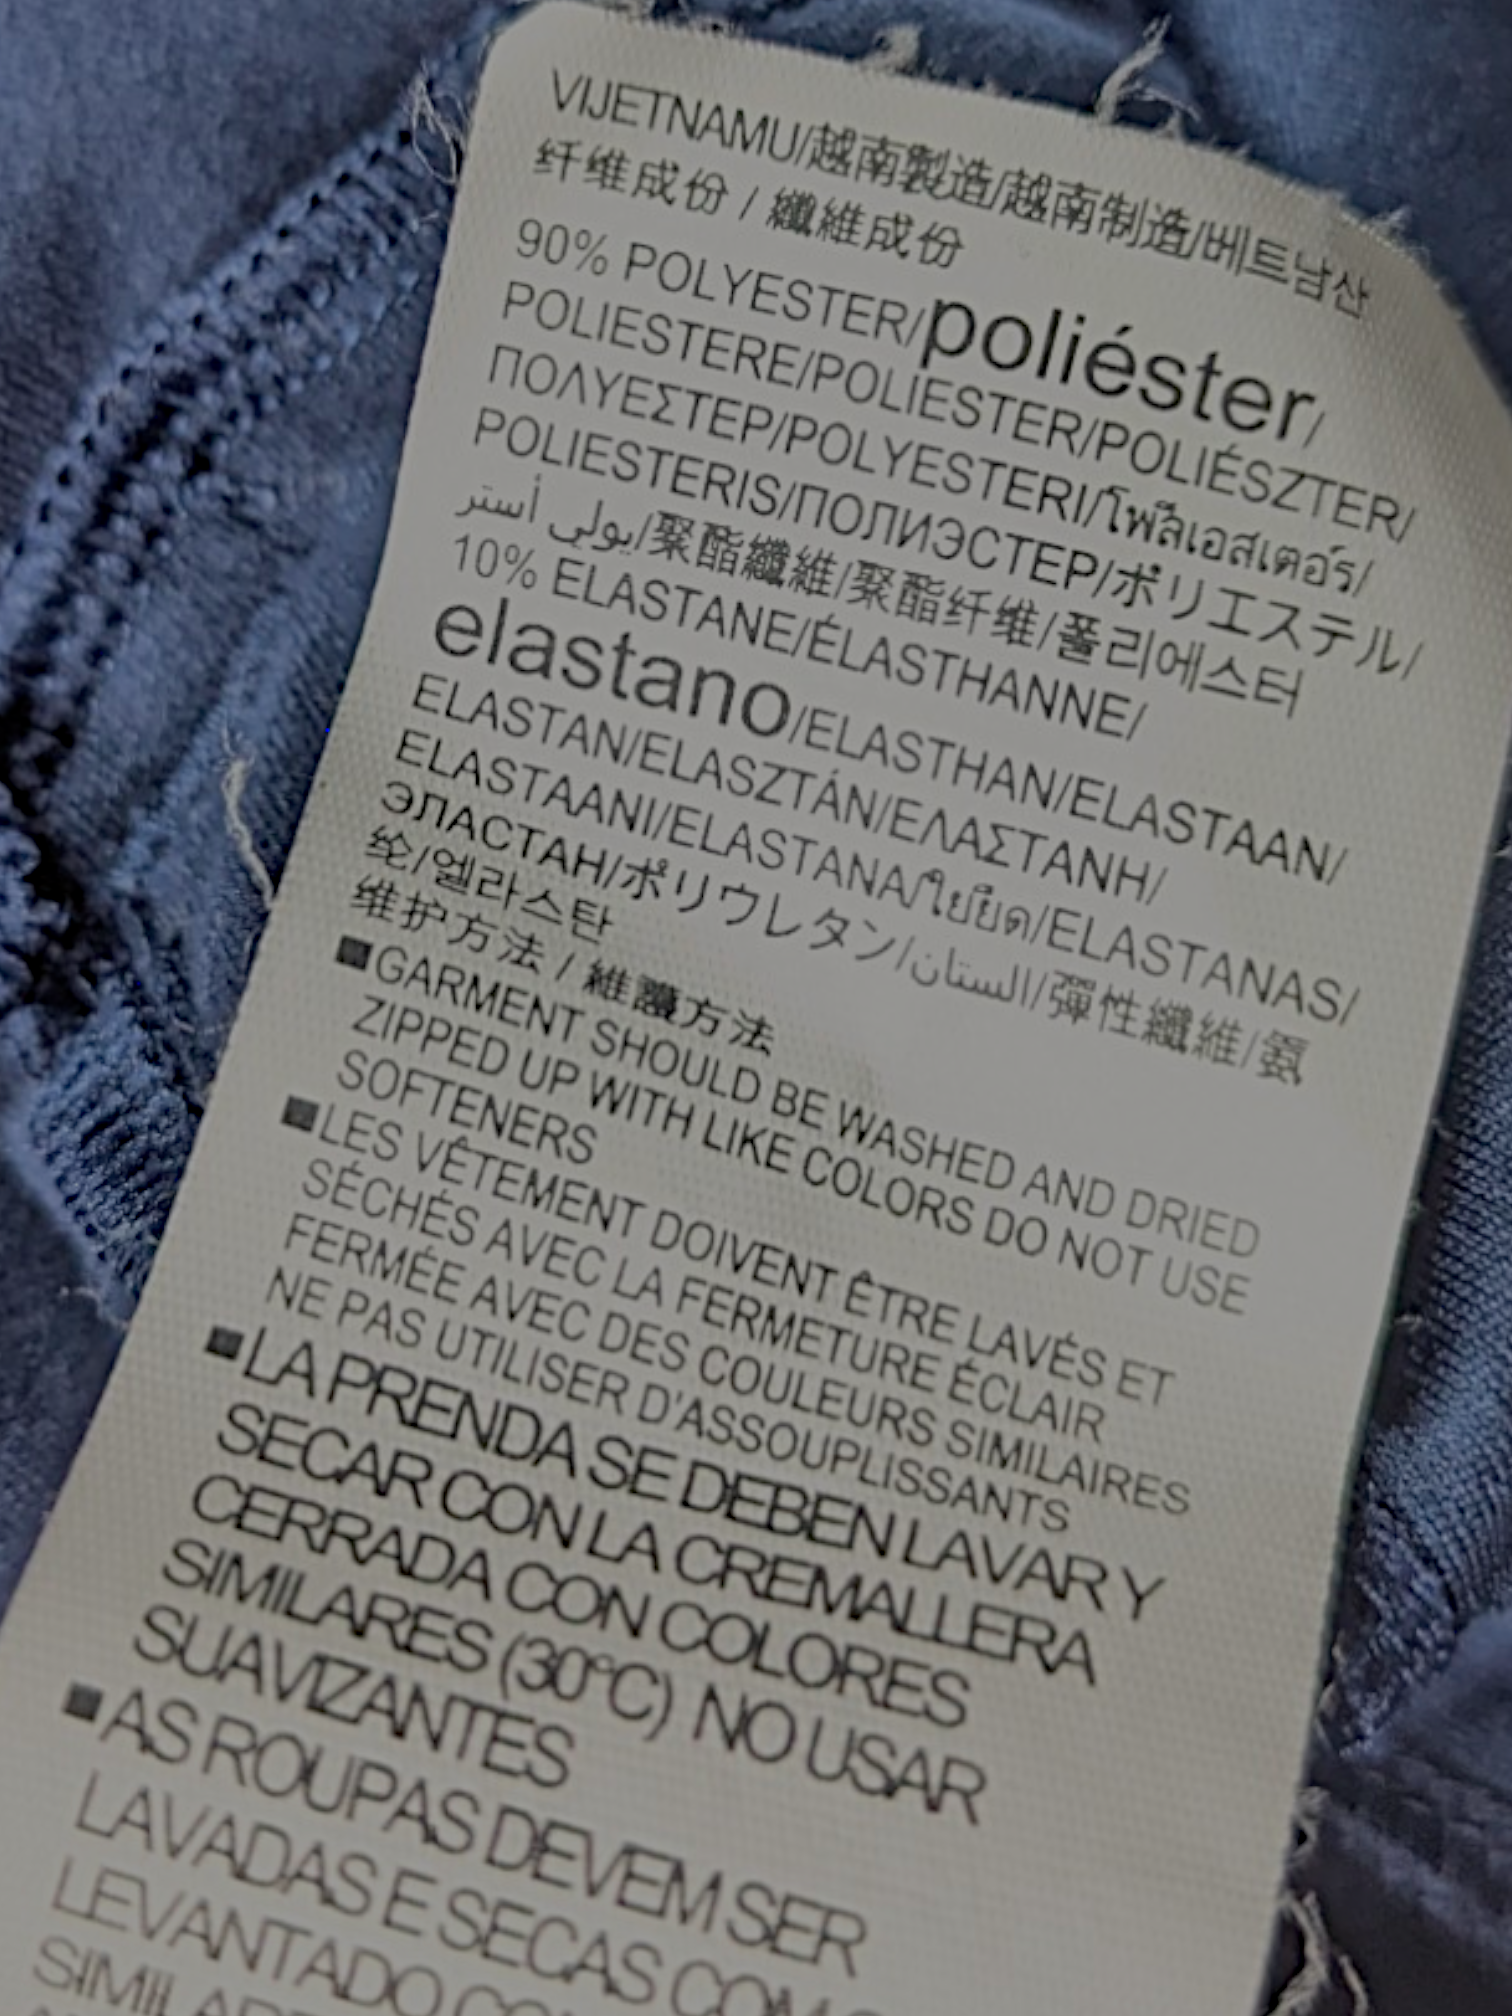 VIJETNAMU/越南製造/越南制造/베트남산
纤维成份 / 纖維成份
90% POLYESTER/poliéster/
POLIESTERE/POLIESTER/POLIÉSZTER/
ΠΟΛΥΕΣΤΕΡ/POLYESTERI/โพลีเอสเตอร์/
POLIESTERIS/ПОЛИЭСТЕР/ポリエステル/
بولي أستر/聚酯纖維/聚酯纤维/폴리에스터
10% ELASTANE/ÉLASTHANNE/
elastano/ELASTHAN/ELASTAAN/
ELASTAN/ELASZTÁN/ΕΛΑΣΤΑΝΗ/
ELASTAANI/ELASTANA/ใยยืด/ELASTANAS/
ЭЛАСТАН/ポリウレタン/الستان/彈性纖維/氨
纶/엘라스탄
维护方法 / 維護方法
■GARMENT SHOULD BE WASHED AND DRIED
ZIPPED UP WITH LIKE COLORS DO NOT USE
SOFTENERS
■LES VÊTEMENT DOIVENT ÊTRE LAVÉS ET
SÉCHÉS AVEC LA FERMETURE ÉCLAIR
FERMÉE AVEC DES COULEURS SIMILAIRES
NE PAS UTILISER D'ASSOUPLISSANTS
■LA PRENDA SE DEBEN LAVAR Y
SECAR CON LA CREMALLERA
CERRADA CON COLORES
SIMILARES (30°C) NO USAR
SUAVIZANTES
■AS ROUPAS DEVEM SER
LAVADAS E SECAS COM
LEVANTADO